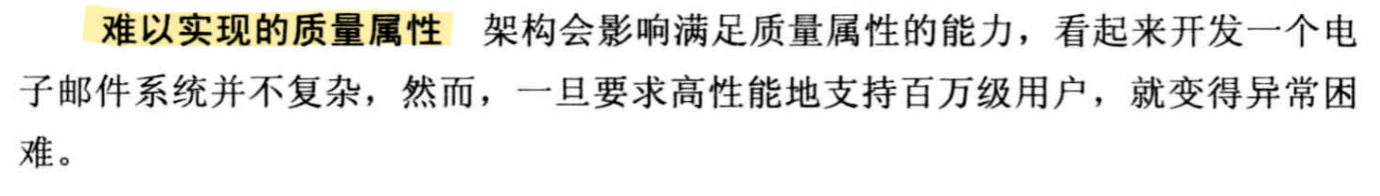 难以实现的质量属性 架构会影响满足质量属性的能力，看起来开发一个电
子邮件系统并不复杂，然而，一旦要求高性能地支持百万级用户，就变得异常困
难。